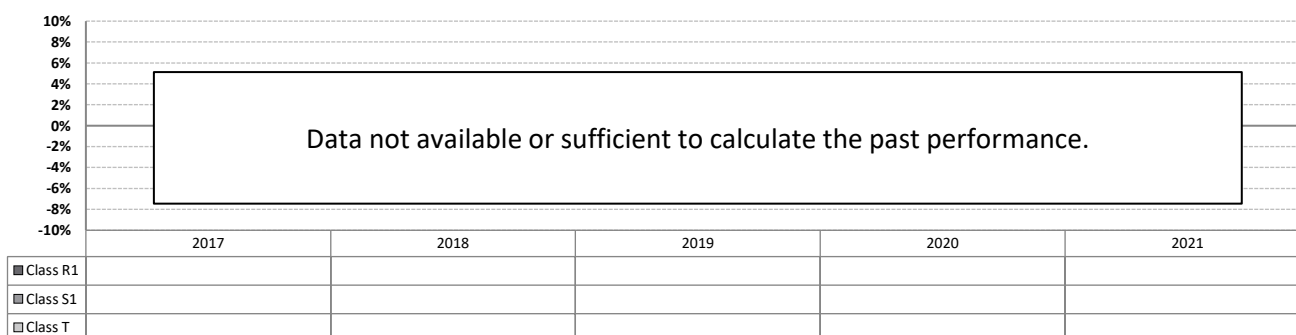 10%
8%
6%
4%
2%
0%
-2%
-4%
-6%
-8%
-10%
Data not available or sufficient to calculate the past performance.
2017 2018 2019 2020 2021
Class R1
Class S1
Class T